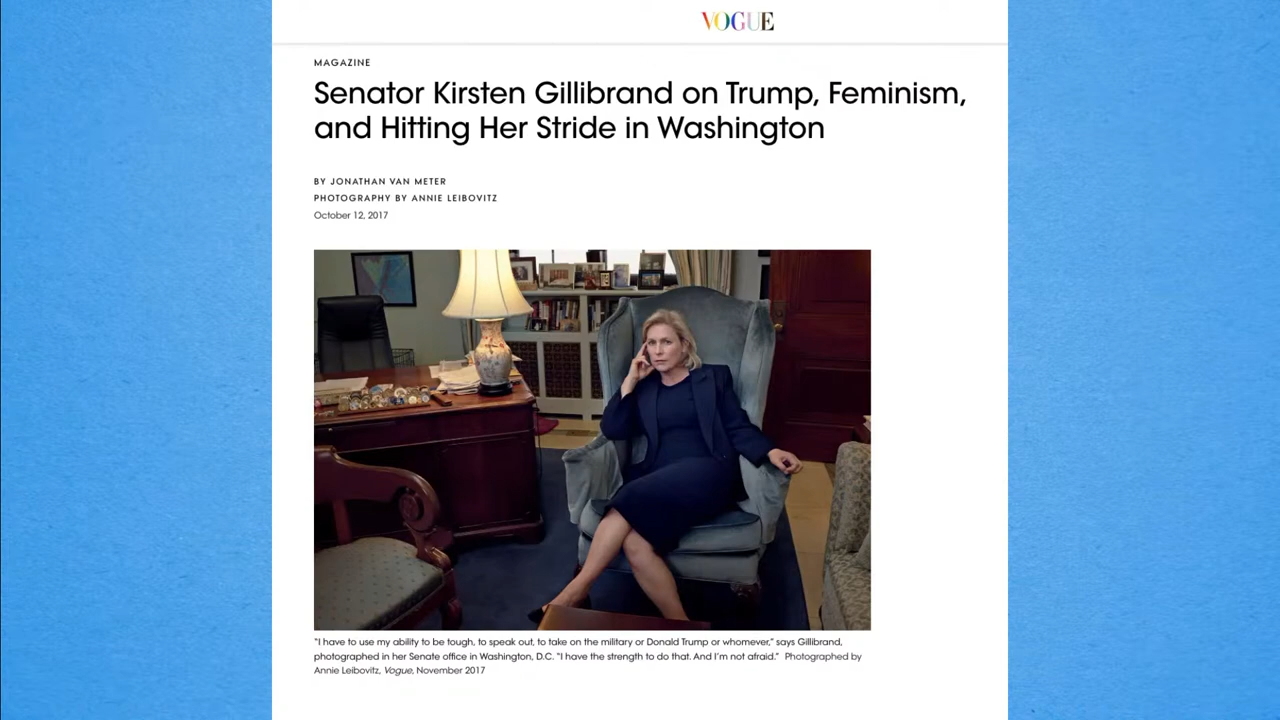 VOGUE
MAGAZINE
Senator Kirsten Gillibrand on Trump, Feminism,
and Hitting Her Stride in Washington
BY JONATHAN VAN METER
PHOTOGRAPHY BY ANNIE LEIBOVITZ
October 12, 2017
"I have to use my ability to be tough, to speak out, to take on the military or Donald Trump or whomever," says Gillibrand,
photographed in her Senate office in Washington, D.C. "I have the strength to do that. And I'm not afraid." Photographed by
Annie Leibovitz, Vogue, November 2017